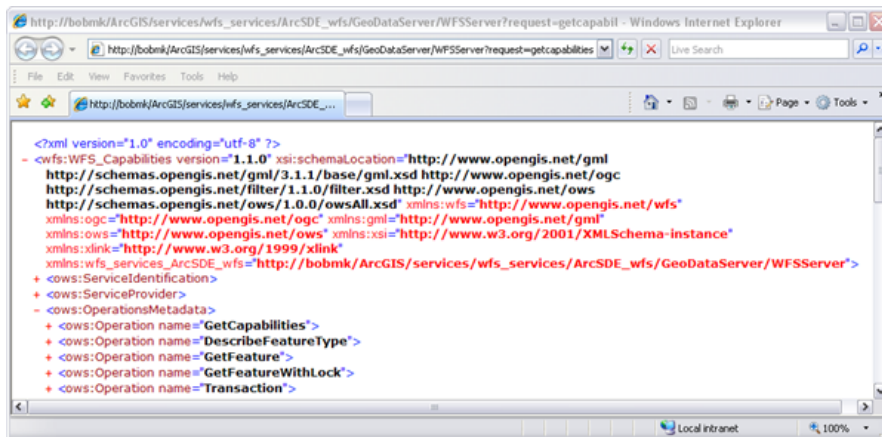 http://bobmk/ArcGIS/services/wfs_services/ArcSDE_wfs/GeoDataServer/WFSServer?request=getcapabil - Windows Internet Explorer
http://bobmk/ArcGIS/services/wfs_services/ArcSDE_wfs/GeoDataServer/WFSServer?request=getcapabilities Live Search
File Edit View Favorites Tools Help
http://bobmk/ArcGIS/services/wfs_services/ArcSDE_... Page Tools
<?xml version="1.0" encoding="utf-8" ?>
- <wfs:WFS_Capabilities version="1.1.0" xsi:schemaLocation="http://www.opengis.net/gml
http://schemas.opengis.net/gml/3.1.1/base/gml.xsd http://www.opengis.net/ogc
http://schemas.opengis.net/filter/1.1.0/filter.xsd http://www.opengis.net/ows
http://schemas.opengis.net/ows/1.0.0/owsAll.xsd" xmlns:wfs="http://www.opengis.net/wfs"
xmlns:ogc="http://www.opengis.net/ogc" xmlns:gml="http://www.opengis.net/gml"
xmlns:ows="http://www.opengis.net/ows" xmlns:xsi="http://www.w3.org/2001/XMLSchema-instance"
xmlns:xlink="http://www.w3.org/1999/xlink"
xmlns:wfs_services_ArcSDE_wfs="http://bobmk/ArcGIS/services/wfs_services/ArcSDE_wfs/GeoDataServer/WFSServer">
+ <ows:ServiceIdentification>
+ <ows:ServiceProvider>
- <ows:OperationsMetadata>
+ <ows:Operation name="GetCapabilities">
+ <ows:Operation name="DescribeFeatureType">
+ <ows:Operation name="GetFeature">
+ <ows:Operation name="GetFeatureWithLock">
+ <ows:Operation name="Transaction">
Local intranet 100%